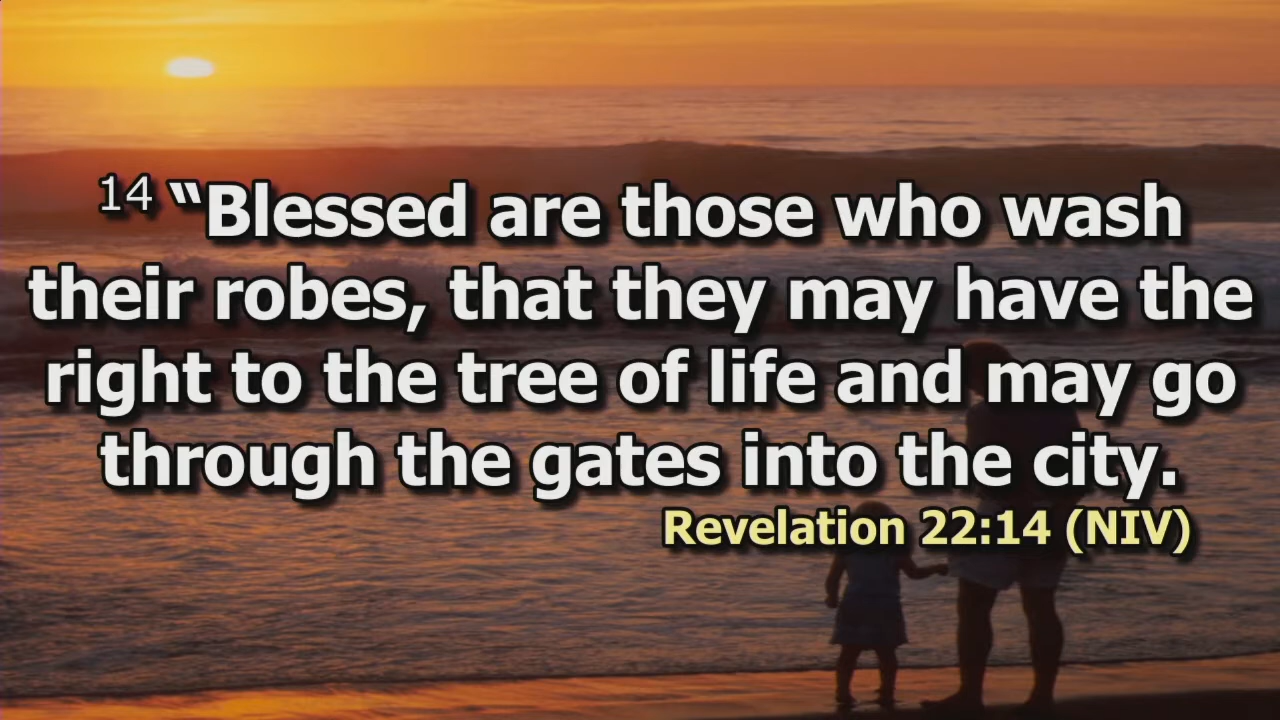 14 “Blessed are those who wash
their robes, that they may have the
right to the tree of life and may go
through the gates into the city.
Revelation 22:14 (NIV)